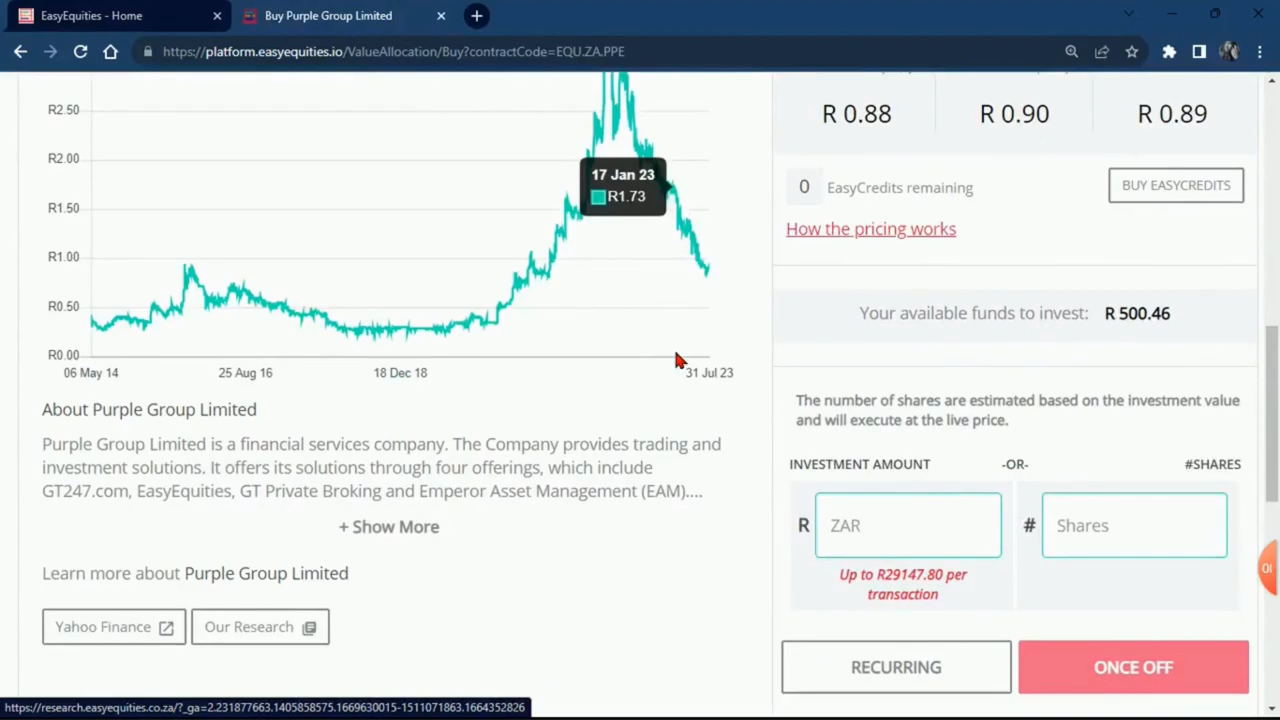 EasyEquities - Home
Buy Purple Group Limited
https://platform.easyequities.io/ValueAllocation/Buy?contractCode=EQU.ZA.PPE
R2.50
R2.00
R1.50
R1.00
R0.50
R0.00
17 Jan 23
R1.73
06 May 14
25 Aug 16
18 Dec 18
31 Jul 23
About Purple Group Limited
Purple Group Limited is a financial services company. The Company provides trading and
investment solutions. It offers its solutions through four offerings, which include
GT247.com, EasyEquities, GT Private Broking and Emperor Asset Management (EAM)....
+ Show More
Learn more about Purple Group Limited
Yahoo Finance
Our Research
R 0.88
R 0.90
R 0.89
0 EasyCredits remaining
BUY EASYCREDITS
How the pricing works
Your available funds to invest: R 500.46
The number of shares are estimated based on the investment value
and will execute at the live price.
INVESTMENT AMOUNT -OR- #SHARES
R ZAR # Shares
Up to R29147.80 per
transaction
RECURRING
ONCE OFF
01
https://research.easyequities.co.za/?_ga=2.231877663.1405858575.1669630015-1511071863.1664352826